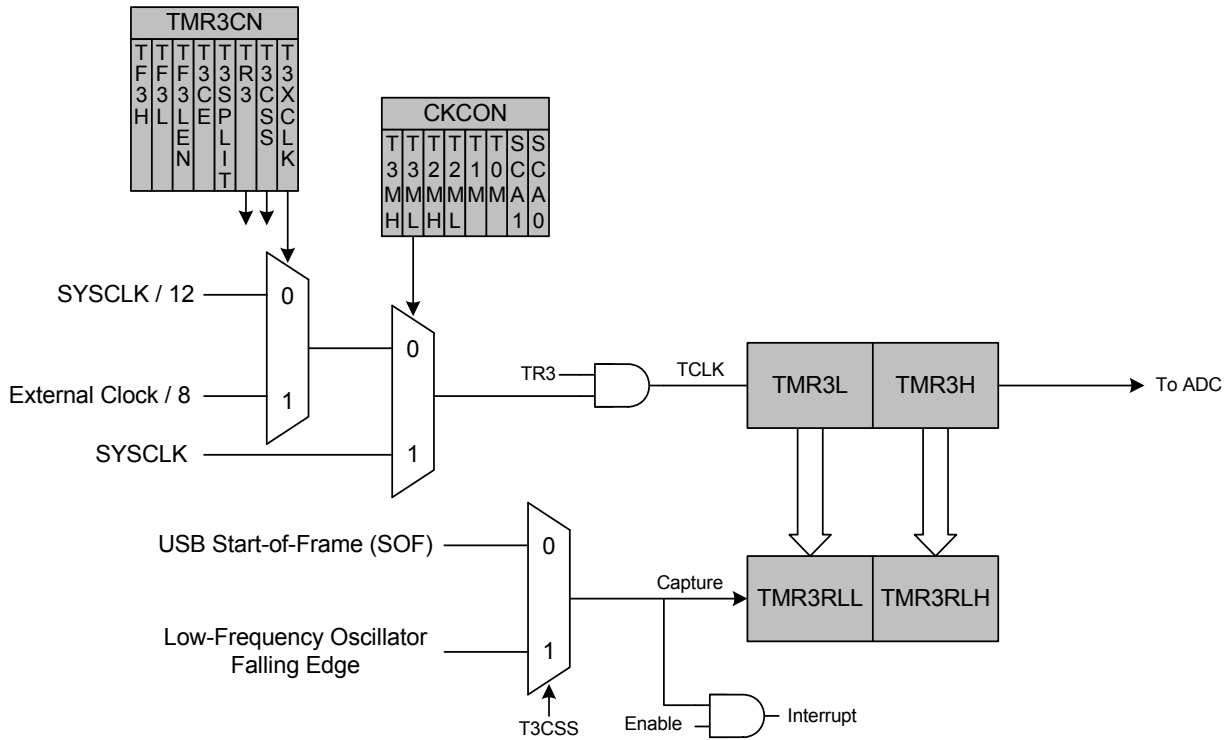 TMR3CN
TF3H
TF3L
TF3LEN
T3CE
T3SPLIT
TR3
T3CSS
T3XCLK
CKCON
T3MH
T3ML
T2MH
T2ML
T1M
T0M
SCA1
SCA0
SYSCLK / 12
0
External Clock / 8
1
SYSCLK
0
1
TR3
TCLK
TMR3L
TMR3H
To ADC
USB Start-of-Frame (SOF)
0
Low-Frequency Oscillator
Falling Edge
1
T3CSS
Capture
TMR3RLL
TMR3RLH
Enable
Interrupt